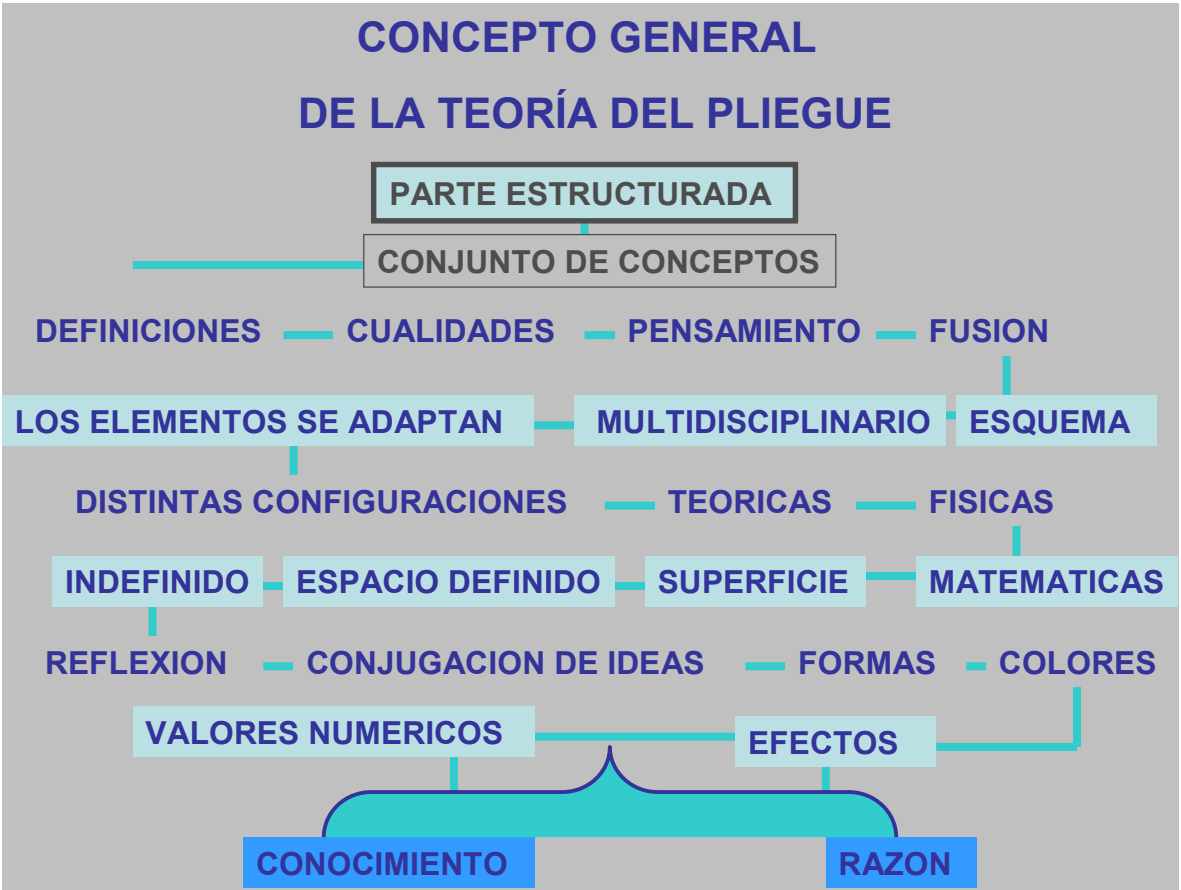 CONCEPTO GENERAL
DE LA TEORÍA DEL PLIEGUE
PARTE ESTRUCTURADA
CONJUNTO DE CONCEPTOS
DEFINICIONES CUALIDADES PENSAMIENTO FUSION
LOS ELEMENTOS SE ADAPTAN MULTIDISCIPLINARIO ESQUEMA
DISTINTAS CONFIGURACIONES TEORICAS FISICAS
INDEFINIDO ESPACIO DEFINIDO SUPERFICIE MATEMATICAS
REFLEXION CONJUGACION DE IDEAS FORMAS COLORES
VALORES NUMERICOS EFECTOS
CONOCIMIENTO RAZON